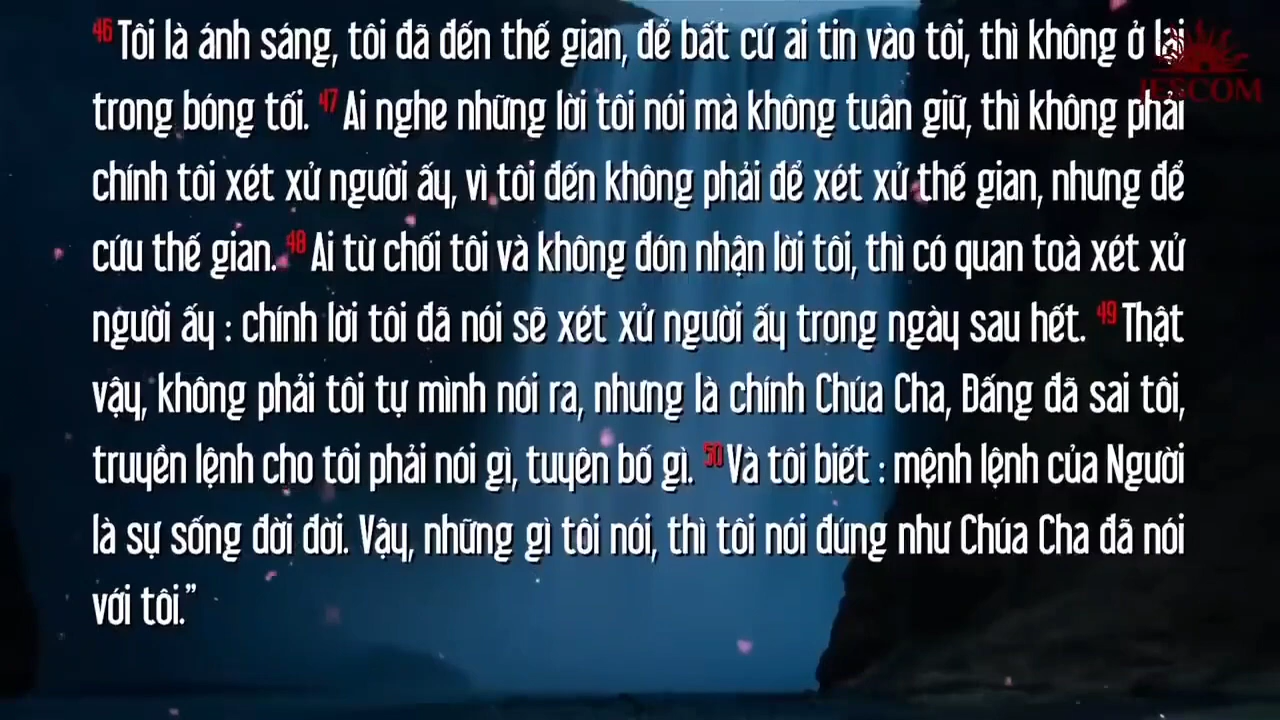 46 Tôi là ánh sáng, tôi đã đến thế gian, để bất cứ ai tin vào tôi, thì không ở lại
trong bóng tối. 47 Ai nghe những lời tôi nói mà không tuân giữ, thì không phải
chính tôi xét xử người ấy, vì tôi đến không phải để xét xử thế gian, nhưng để
cứu thế gian. 48 Ai từ chối tôi và không đón nhận lời tôi, thì có quan toà xét xử
người ấy : chính lời tôi đã nói sẽ xét xử người ấy trong ngày sau hết. 49 Thật
vậy, không phải tôi tự mình nói ra, nhưng là chính Chúa Cha, Đấng đã sai tôi,
truyền lệnh cho tôi phải nói gì, tuyên bố gì. 50 Và tôi biết : mệnh lệnh của Người
là sự sống đời đời. Vậy, những gì tôi nói, thì tôi nói đúng như Chúa Cha đã nói
với tôi.”
JESCOM